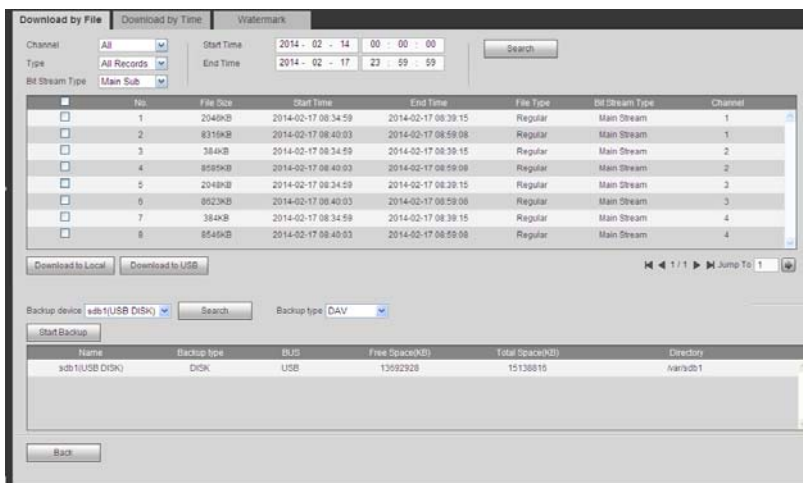 Download by File Download by Time Watermark
Channel All Start Time 2014 - 02 - 14 00 : 00 : 00 Search
Type All Records End Time 2014 - 02 - 17 23 : 59 : 59
Bit Stream Type Main Sub
No. File Size Start Time End Time File Type Bit Stream Type Channel
1 2046KB 2014-02-17 08:34:59 2014-02-17 08:39:15 Regular Main Stream 1
2 8316KB 2014-02-17 08:40:03 2014-02-17 08:59:08 Regular Main Stream 1
3 384KB 2014-02-17 08:34:59 2014-02-17 08:39:15 Regular Main Stream 2
4 8595KB 2014-02-17 08:40:03 2014-02-17 08:59:08 Regular Main Stream 2
5 2048KB 2014-02-17 08:34:59 2014-02-17 08:39:15 Regular Main Stream 3
6 8623KB 2014-02-17 08:40:03 2014-02-17 08:59:08 Regular Main Stream 3
7 384KB 2014-02-17 08:34:59 2014-02-17 08:39:15 Regular Main Stream 4
8 8546KB 2014-02-17 08:40:03 2014-02-17 08:59:08 Regular Main Stream 4
Download to Local Download to USB 1 / 1 Jump To 1
Backup device sdb1(USB DISK) Search Backup type DAV
Start Backup
Name Backup type BUS Free Space(KB) Total Space(KB) Directory
sdb1(USB DISK) DISK USB 13692928 15138816 /var/sdb1
Back